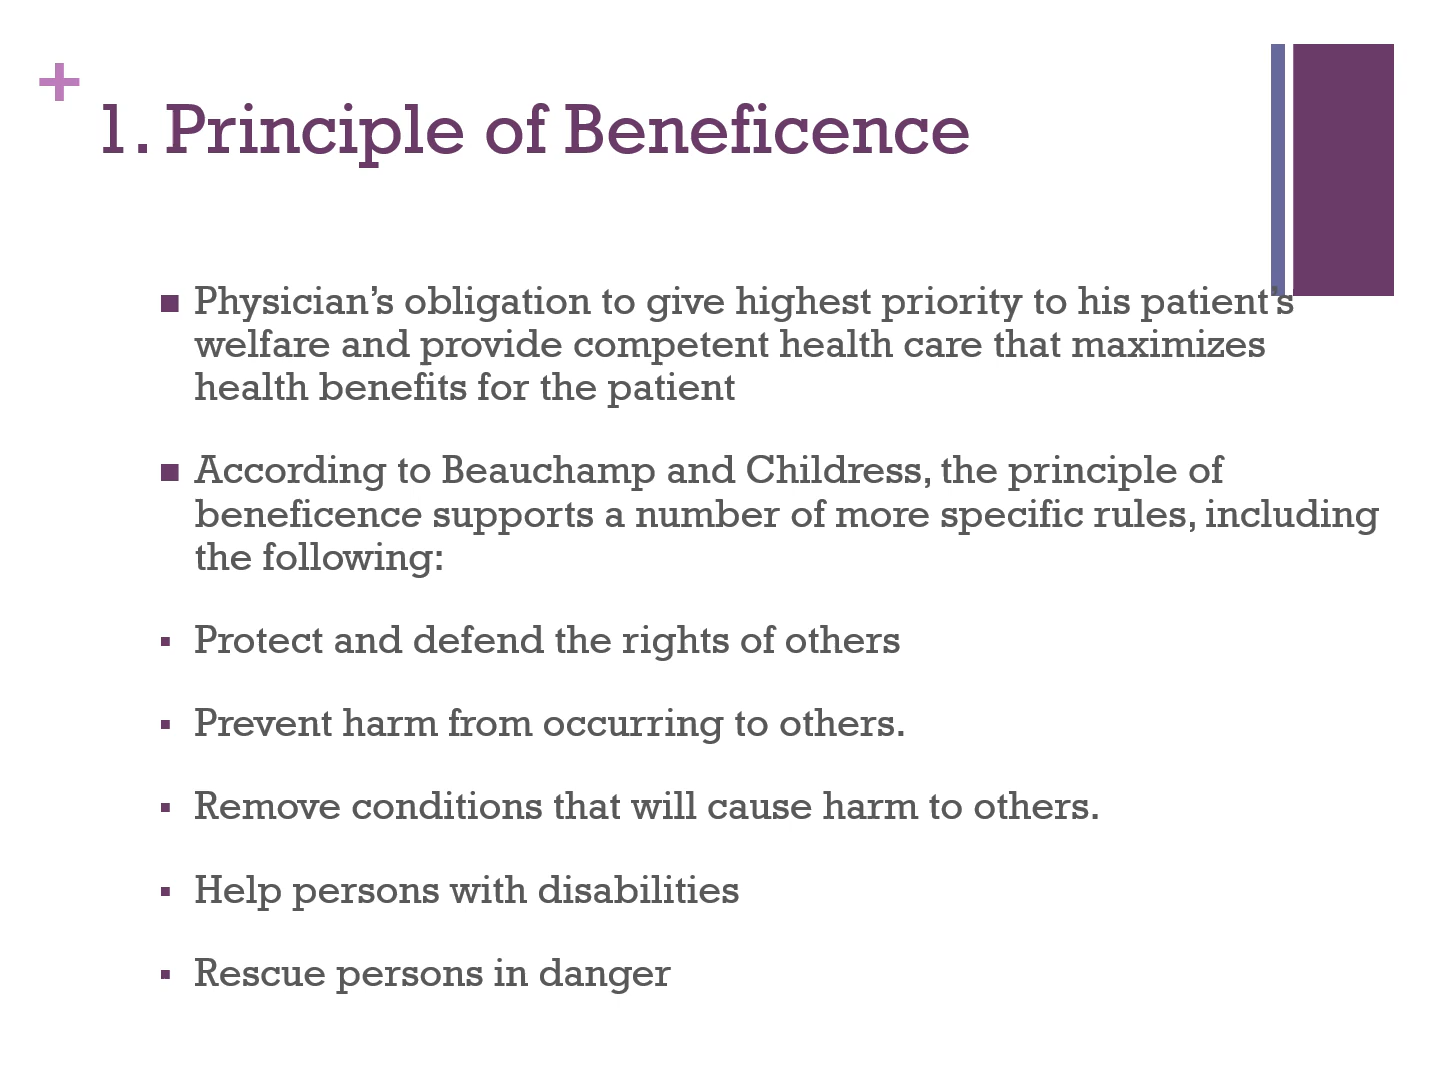 +
1. Principle of Beneficence
■ Physician’s obligation to give highest priority to his patient’s
welfare and provide competent health care that maximizes
health benefits for the patient
■ According to Beauchamp and Childress, the principle of
beneficence supports a number of more specific rules, including
the following:
▪ Protect and defend the rights of others
▪ Prevent harm from occurring to others.
▪ Remove conditions that will cause harm to others.
▪ Help persons with disabilities
▪ Rescue persons in danger